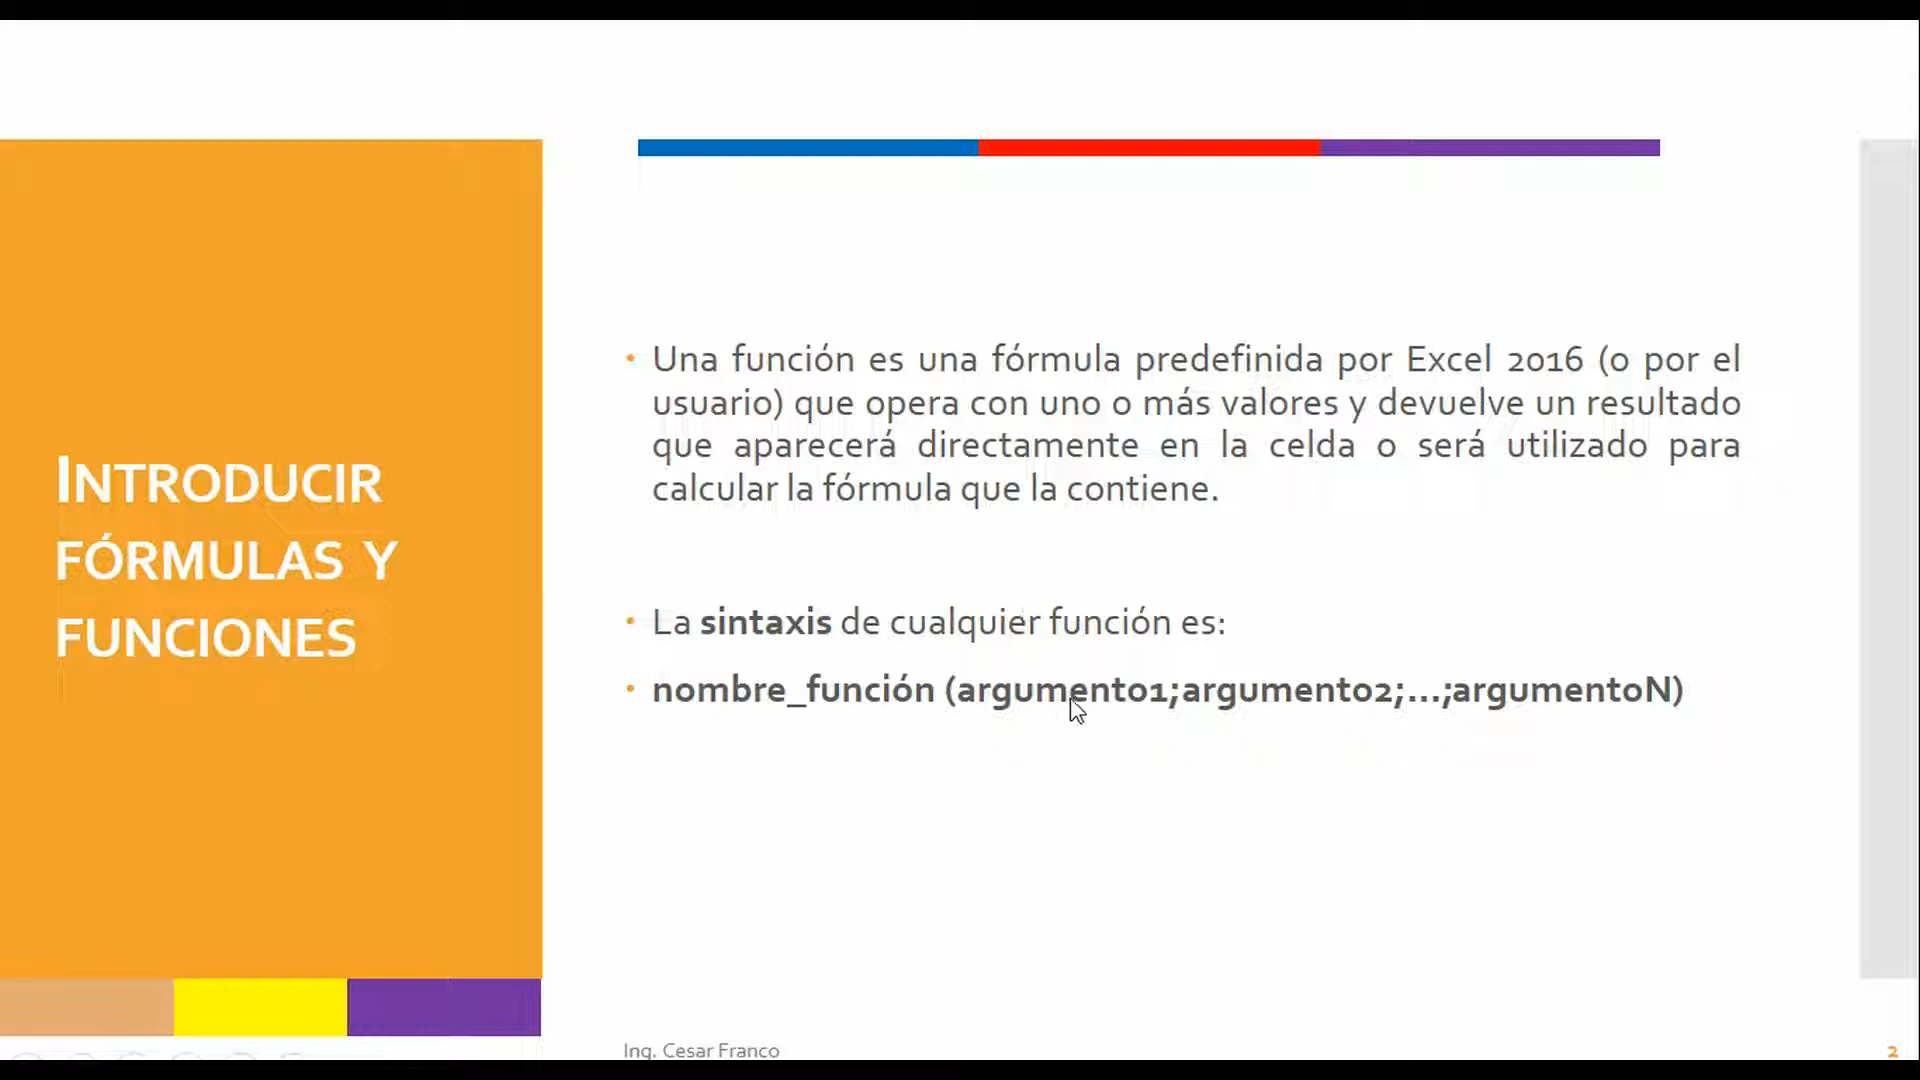 INTRODUCIR
FÓRMULAS Y
FUNCIONES
• Una función es una fórmula predefinida por Excel 2016 (o por el
usuario) que opera con uno o más valores y devuelve un resultado
que aparecerá directamente en la celda o será utilizado para
calcular la fórmula que la contiene.
• La sintaxis de cualquier función es:
• nombre_función (argumento1;argumento2;...;argumentoN)
Ing. Cesar Franco
2